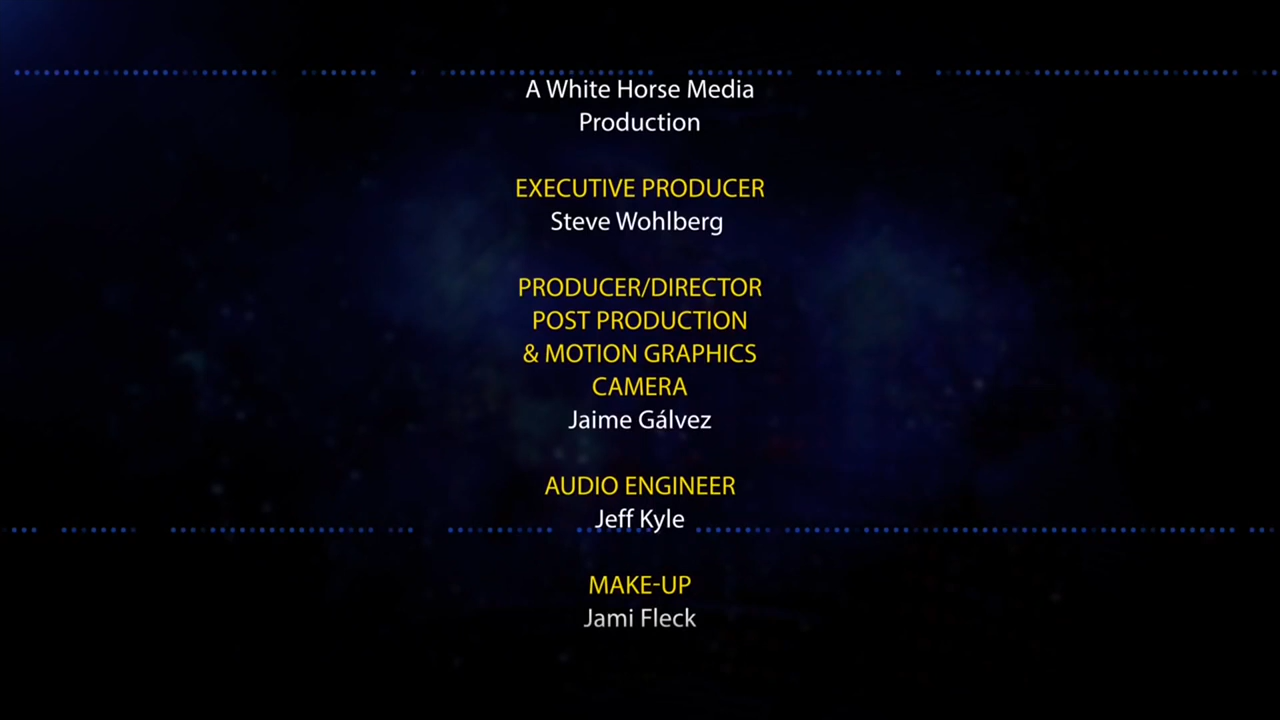 A White Horse Media
Production
EXECUTIVE PRODUCER
Steve Wohlberg
PRODUCER/DIRECTOR
POST PRODUCTION
& MOTION GRAPHICS
CAMERA
Jaime Gálvez
AUDIO ENGINEER
Jeff Kyle
MAKE-UP
Jami Fleck